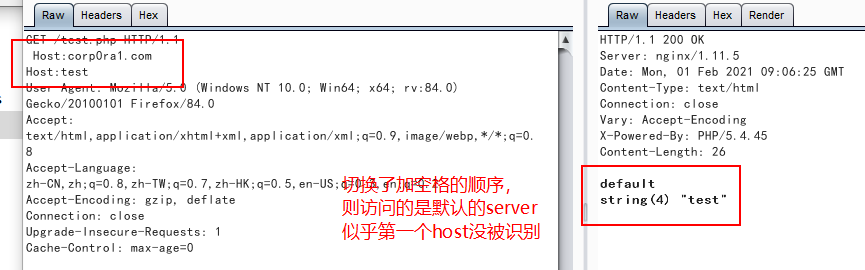 Raw Headers Hex
GET /test.php HTTP/1.1
Host:corp0ra1.com
Host:test
User-Agent: Mozilla/5.0 (Windows NT 10.0; Win64; x64; rv:84.0)
Gecko/20100101 Firefox/84.0
Accept:
text/html,application/xhtml+xml,application/xml;q=0.9,image/webp,*/*;q=0.
8
Accept-Language:
zh-CN,zh;q=0.8,zh-TW;q=0.7,zh-HK;q=0.5,en-US;q=
Accept-Encoding: gzip, deflate
Connection: close
Upgrade-Insecure-Requests: 1
Cache-Control: max-age=0
切换了加空格的顺序，
则访问的是默认的server
似乎第一个host没被识别
Raw Headers Hex Render
HTTP/1.1 200 OK
Server: nginx/1.11.5
Date: Mon, 01 Feb 2021 09:06:25 GMT
Content-Type: text/html
Connection: close
Vary: Accept-Encoding
X-Powered-By: PHP/5.4.45
Content-Length: 26
default
string(4) "test"